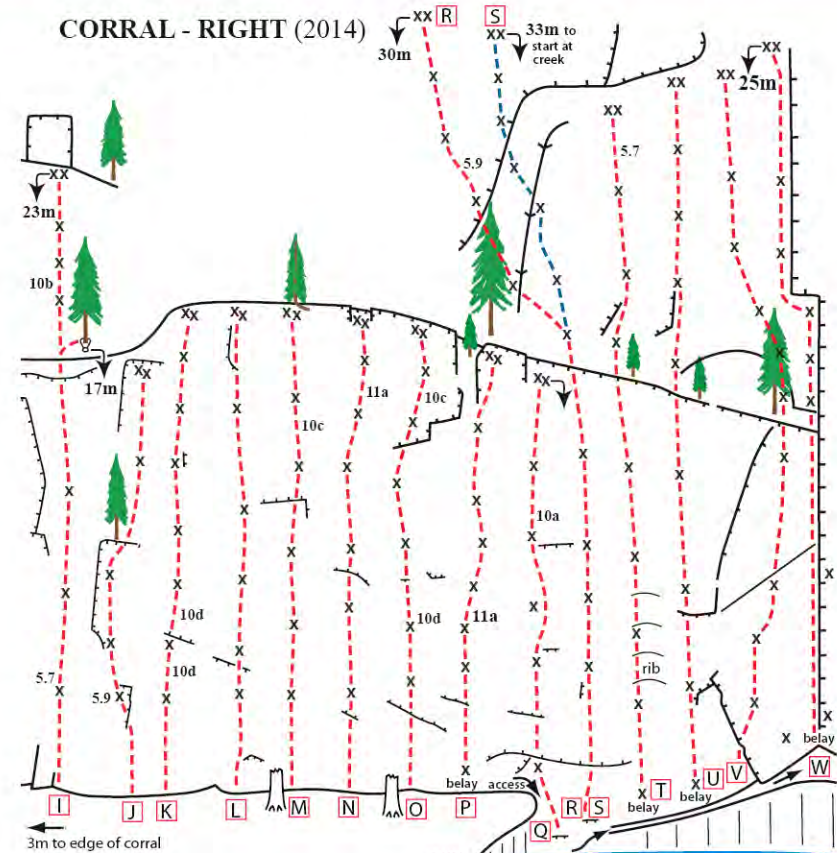 CORRAL - RIGHT (2014)
R
S
30m
33m to
start at
creek
25m
5.9
5.7
23m
10b
17m
11a
10c
10c
10a
10d
10d
10d
11a
5.7
5.9
rib
belay
belay
belay
belay
access
I
J
K
L
M
N
O
P
Q
R
S
T
U
V
W
3m to edge of corral